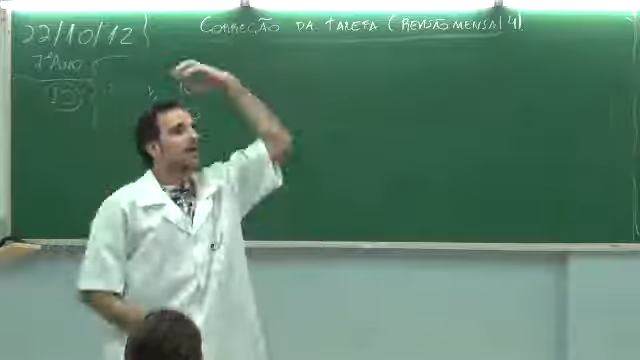 22/10/12
CORREÇÃO DA TAREFA (REVISÃO MENSAL 4)
7º ANO